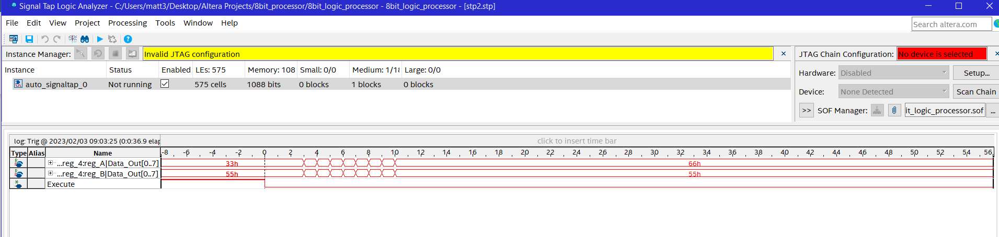 Signal Tap Logic Analyzer - C:/Users/matt3/Desktop/Altera Projects/8bit_processor/8bit_logic_processor - 8bit_logic_processor - [stp2.stp]
File Edit View Project Processing Tools Window Help
Search altera.com
Instance Manager: Invalid JTAG configuration
JTAG Chain Configuration: No device is selected
Instance Status Enabled LEs: 575 Memory: 108 Small: 0/0 Medium: 1/18 Large: 0/0
auto_signaltap_0 Not running 575 cells 1088 bits 0 blocks 1 blocks 0 blocks
Hardware: Disabled Setup...
Device: None Detected Scan Chain
>> SOF Manager: it_logic_processor.sof ...
log: Trig @ 2023/02/03 09:03:25 (0:0:36.9 elap click to insert time bar
Type Alias Name -8 -6 -4 -2 0 2 4 6 8 10 12 14 16 18 20 22 24 26 28 30 32 34 36 38 40 42 44 46 48 50 52 54 56
...reg_4:reg_A|Data_Out[0..7] 33h 66h
...reg_4:reg_B|Data_Out[0..7] 55h 55h
Execute